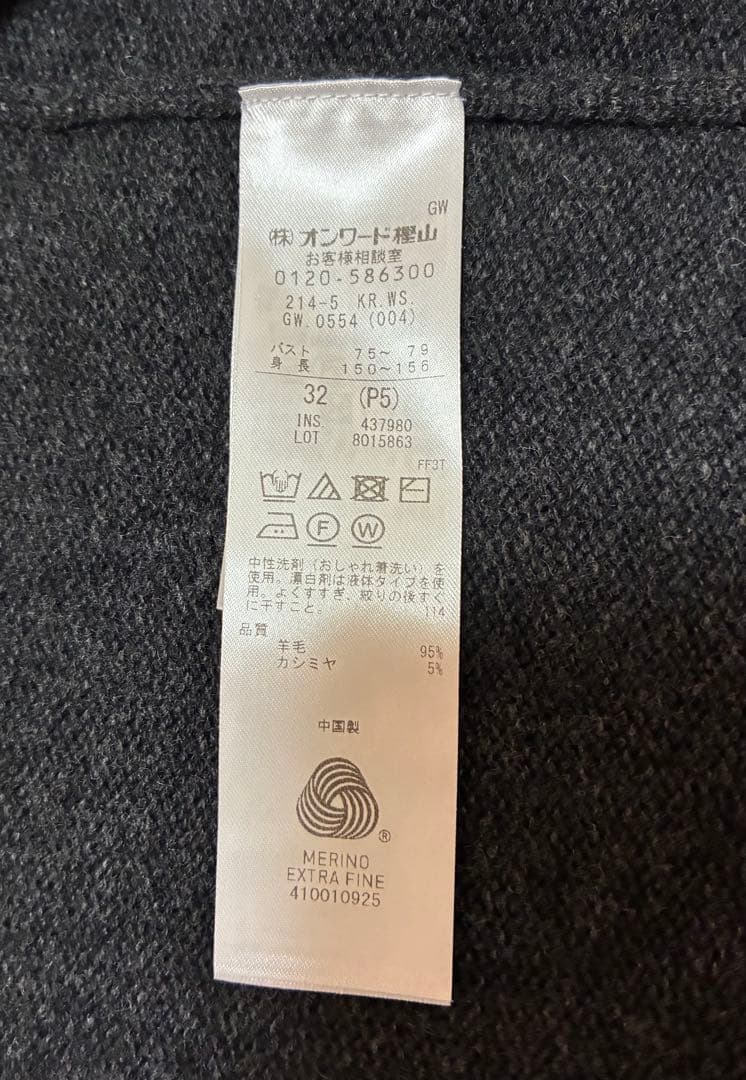 GW
(株)オンワード樫山
お客様相談室
0120-586300
214-5 KR.WS.
GW.0554 (004)
バスト 75～ 79
身長 150～156
32 (P5)
INS. 437980
LOT 8015863
FF3T
F W
中性洗剤(おしゃれ着洗い)を
使用。漂白剤は液体タイプを使
用。よくすすぎ、絞りの後すぐ
に干すこと。 114
品質
羊毛 95%
カシミヤ 5%
中国製
®
MERINO
EXTRA FINE
410010925